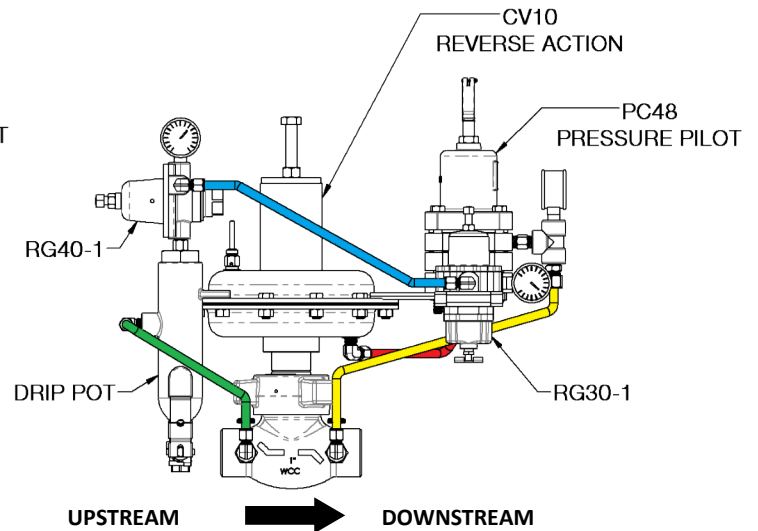 CV10
REVERSE ACTION
PC48
PRESSURE PILOT
T
RG40-1
DRIP POT
RG30-1
1"
WCC
UPSTREAM
DOWNSTREAM